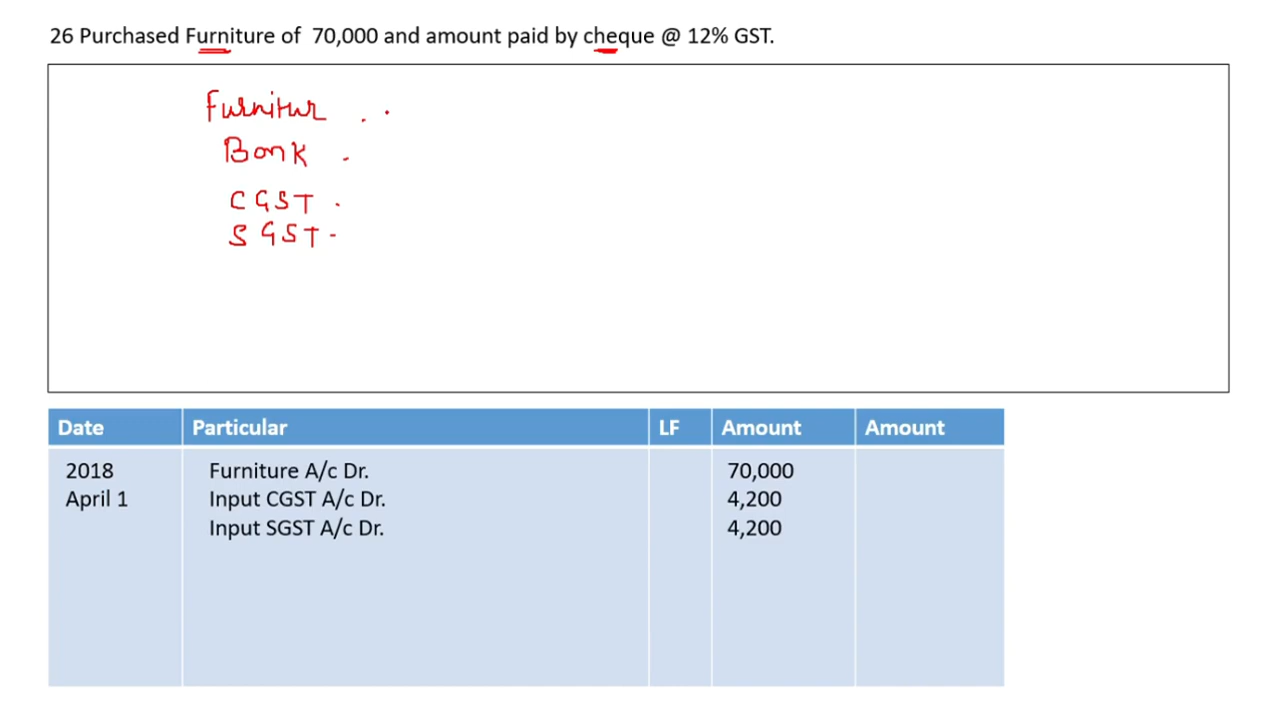 26 Purchased Furniture of 70,000 and amount paid by cheque @ 12% GST.
Furnitur . .
Bank .
CGST .
SGST -
Date Particular LF Amount Amount
2018 Furniture A/c Dr. 70,000
April 1 Input CGST A/c Dr. 4,200
Input SGST A/c Dr. 4,200